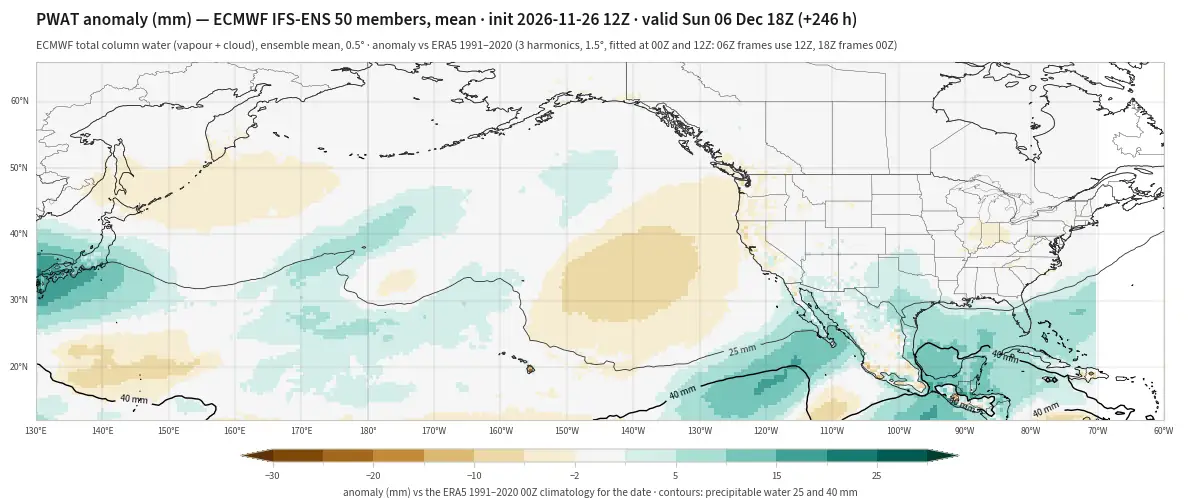 PWAT anomaly (mm) — ECMWF IFS-ENS 50 members, mean · init 2026-11-26 12Z · valid Sun 06 Dec 18Z (+246 h)
ECMWF total column water (vapour + cloud), ensemble mean, 0.5° · anomaly vs ERA5 1991–2020 (3 harmonics, 1.5°, fitted at 00Z and 12Z: 06Z frames use 12Z, 18Z frames 00Z)
60°N
50°N
40°N
30°N
20°N
25 mm
40 mm
40 mm
40 mm
40 mm
130°E 140°E 150°E 160°E 170°E 180° 170°W 160°W 150°W 140°W 130°W 120°W 110°W 100°W 90°W 80°W 70°W 60°W
−30 −20 −10 −2 5 15 25
anomaly (mm) vs the ERA5 1991–2020 00Z climatology for the date · contours: precipitable water 25 and 40 mm